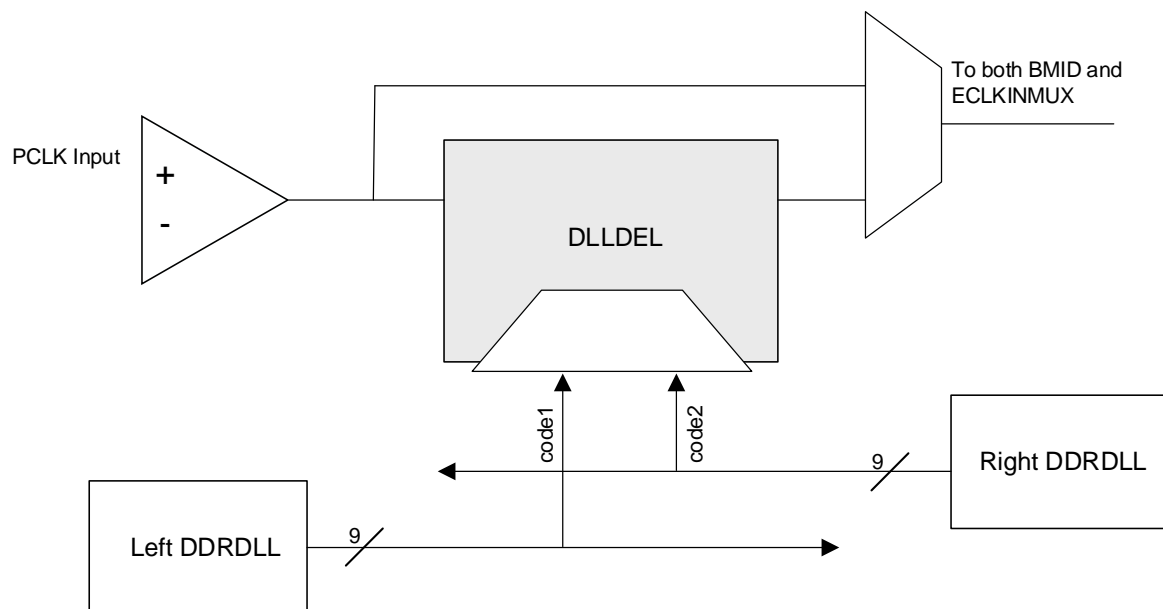 To both BMID and
ECLKINMUX
PCLK Input
+
-
DLLDEL
code1
code2
9
Right DDRDLL
9
Left DDRDLL